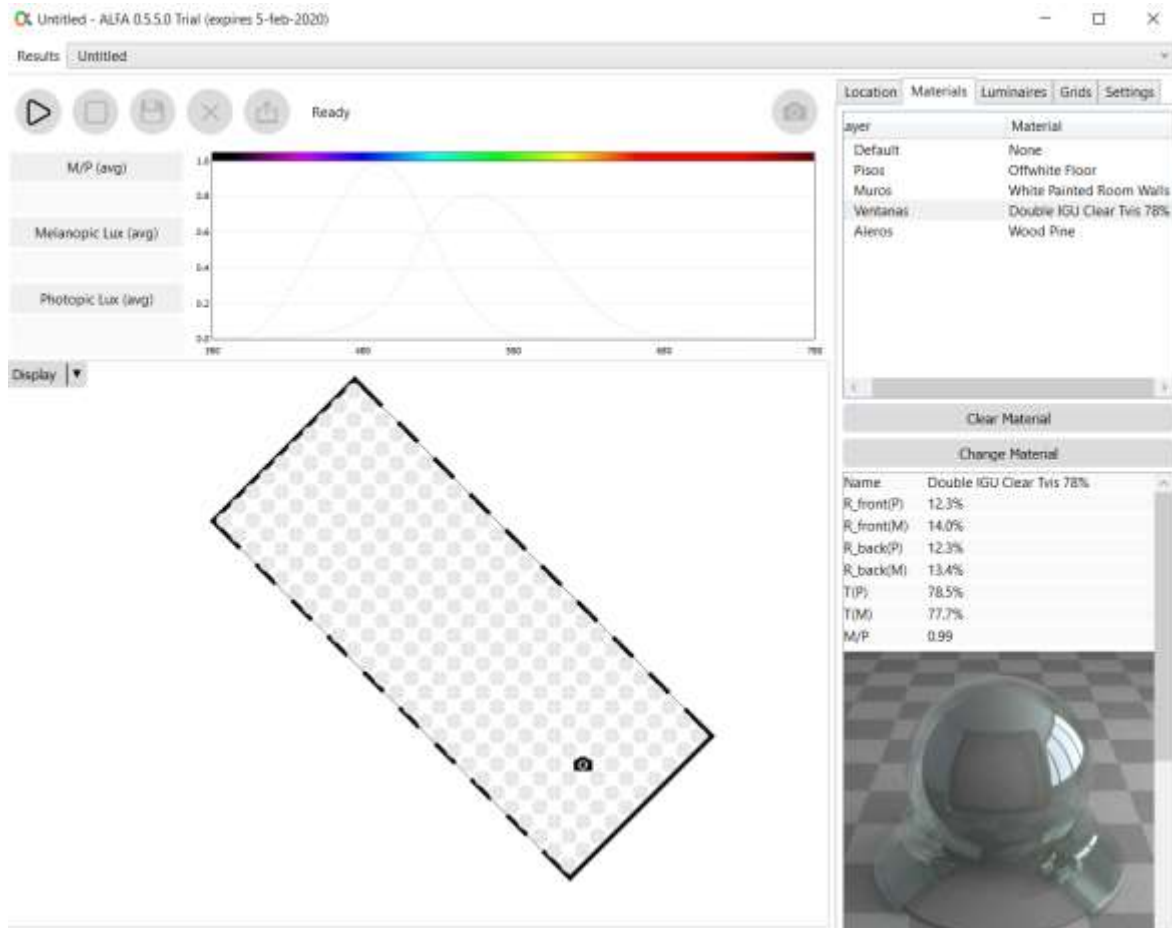 Untitled - ALFA 0.5.5.0 Trial (expires 5-feb-2020)
Results Untitled
Ready
Location Materials Luminaires Grids Settings
M/P (avg)
Melanopic Lux (avg)
Photopic Lux (avg)
1.0
0.8
0.4
0.2
0.0
550
650
ayer Material
Default None
Pisos Offwhite Floor
Muros White Painted Room Walls
Ventanas Double IGU Clear Tvis 78%
Aleros Wood Pine
Clear Material
Change Material
Display
Name Double IGU Clear Tvis 78%
R_front(P) 12.3%
R_front(M) 14.0%
R_back(P) 12.3%
R_back(M) 13.4%
T(P) 78.5%
T(M) 77.7%
M/P 0.99